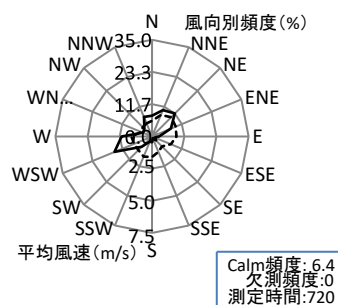 N 風向別頻度(%)
35.0
NNW NNE
NW NE
23.3
WN... ENE
11.7
W 0.0 E
2.5
WSW ESE
5.0
SW SE
平均風速(m/s) SSW SSE
7.5
S
Calm頻度: 6.4
欠測頻度:0
測定時間:720